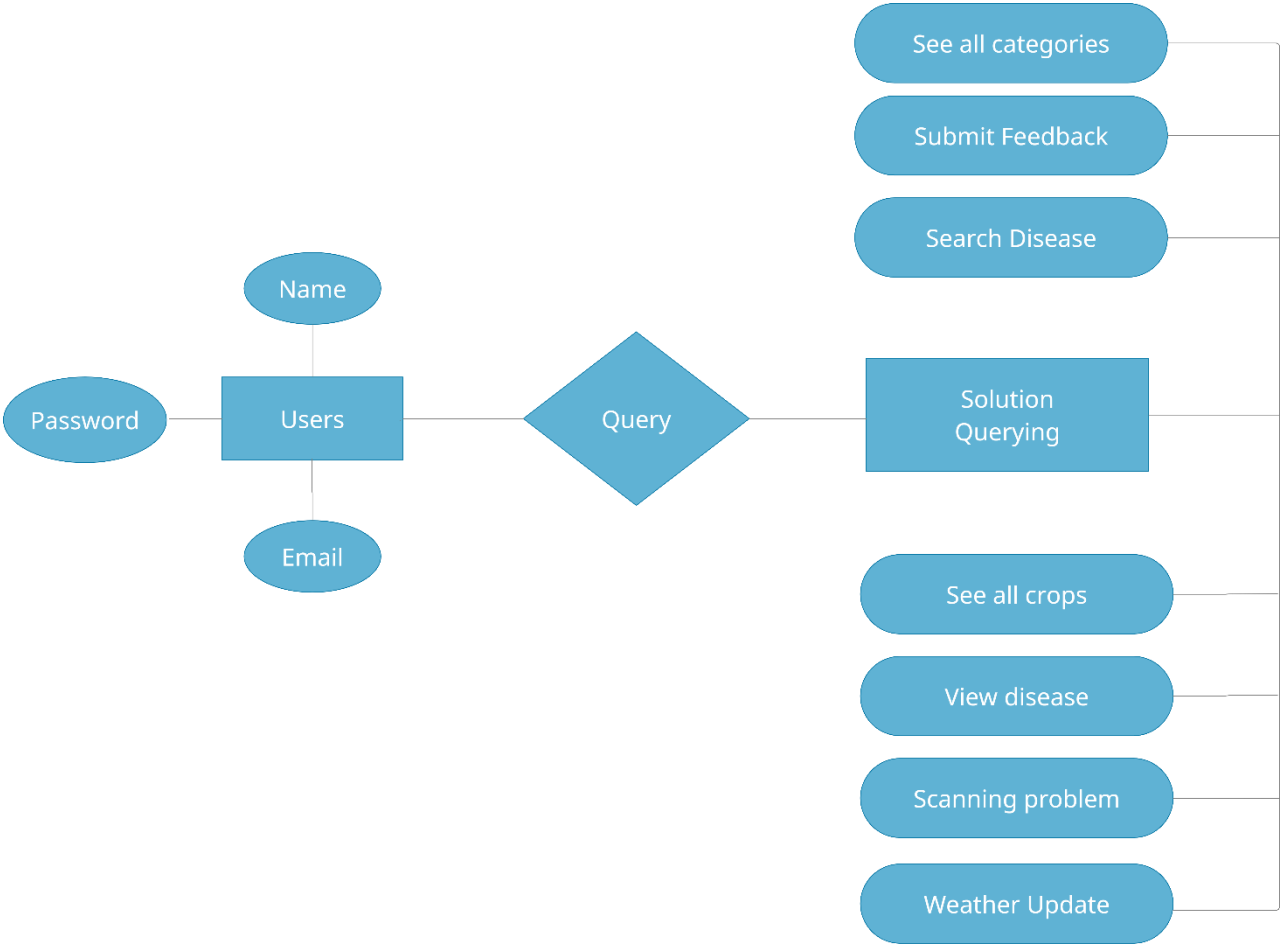 See all categories
Submit Feedback
Search Disease
Name
Password
Users
Query
Solution
Querying
Email
See all crops
View disease
Scanning problem
Weather Update